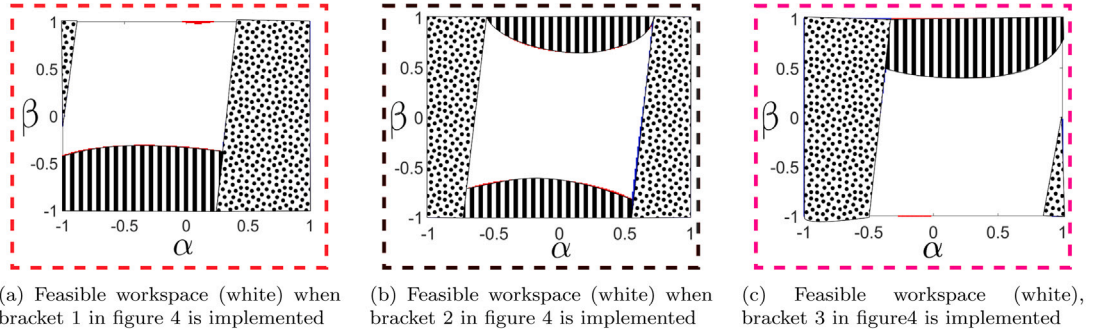 1
0.5
β 0
-0.5
-1
-1 -0.5 0 0.5 1
α
1
0.5
β 0
-0.5
-1
-1 -0.5 0 0.5 1
α
1
0.5
β 0
-0.5
-1
-1 -0.5 0 0.5 1
α
(a) Feasible workspace (white) when
bracket 1 in figure 4 is implemented
(b) Feasible workspace (white) when
bracket 2 in figure 4 is implemented
(c) Feasible workspace (white),
bracket 3 in figure4 is implemented